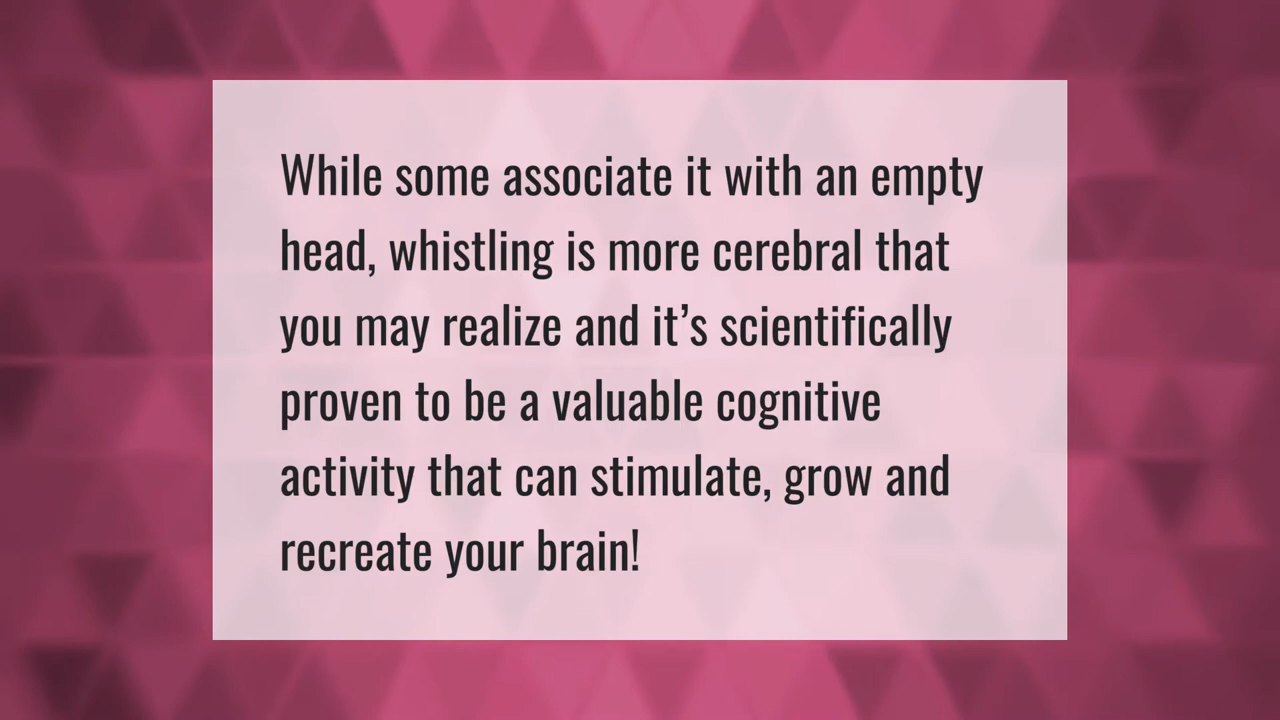 While some associate it with an empty
head, whistling is more cerebral that
you may realize and it’s scientifically
proven to be a valuable cognitive
activity that can stimulate, grow and
recreate your brain!